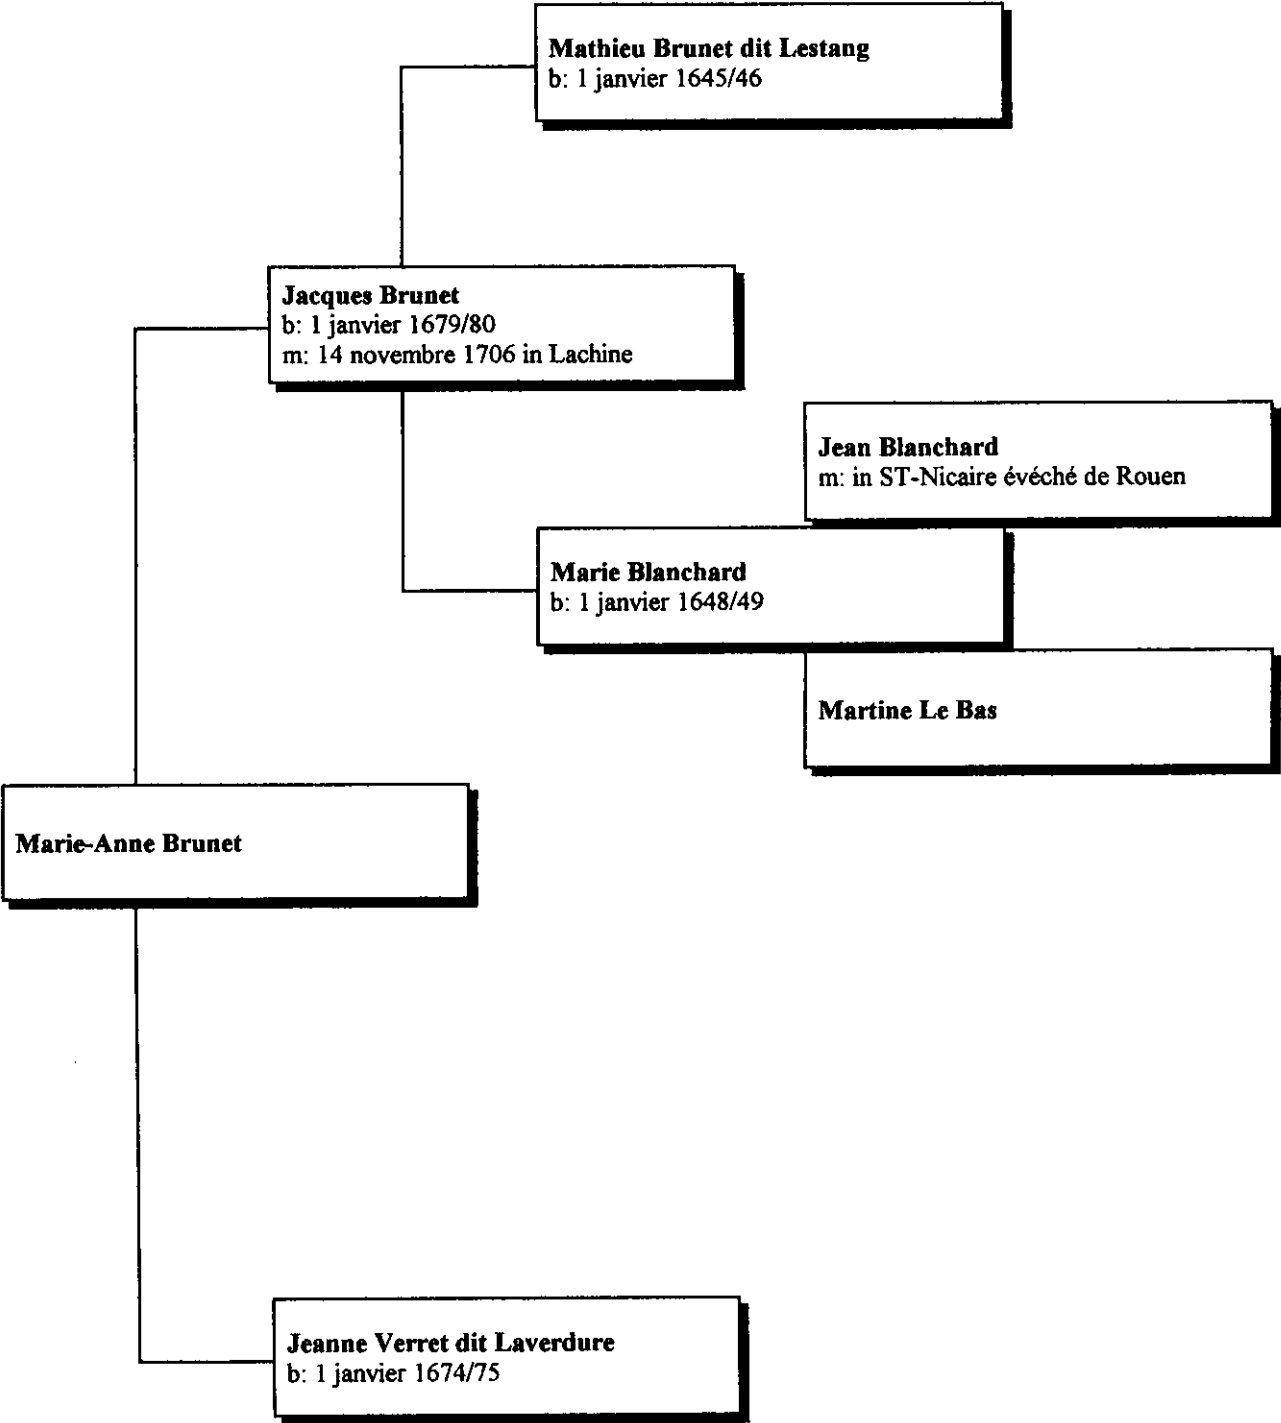 Mathieu Brunet dit Lestang
b: 1 janvier 1645/46
Jacques Brunet
b: 1 janvier 1679/80
m: 14 novembre 1706 in Lachine
Jean Blanchard
m: in ST-Nicaire évéché de Rouen
Marie Blanchard
b: 1 janvier 1648/49
Martine Le Bas
Marie-Anne Brunet
Jeanne Verret dit Laverdure
b: 1 janvier 1674/75